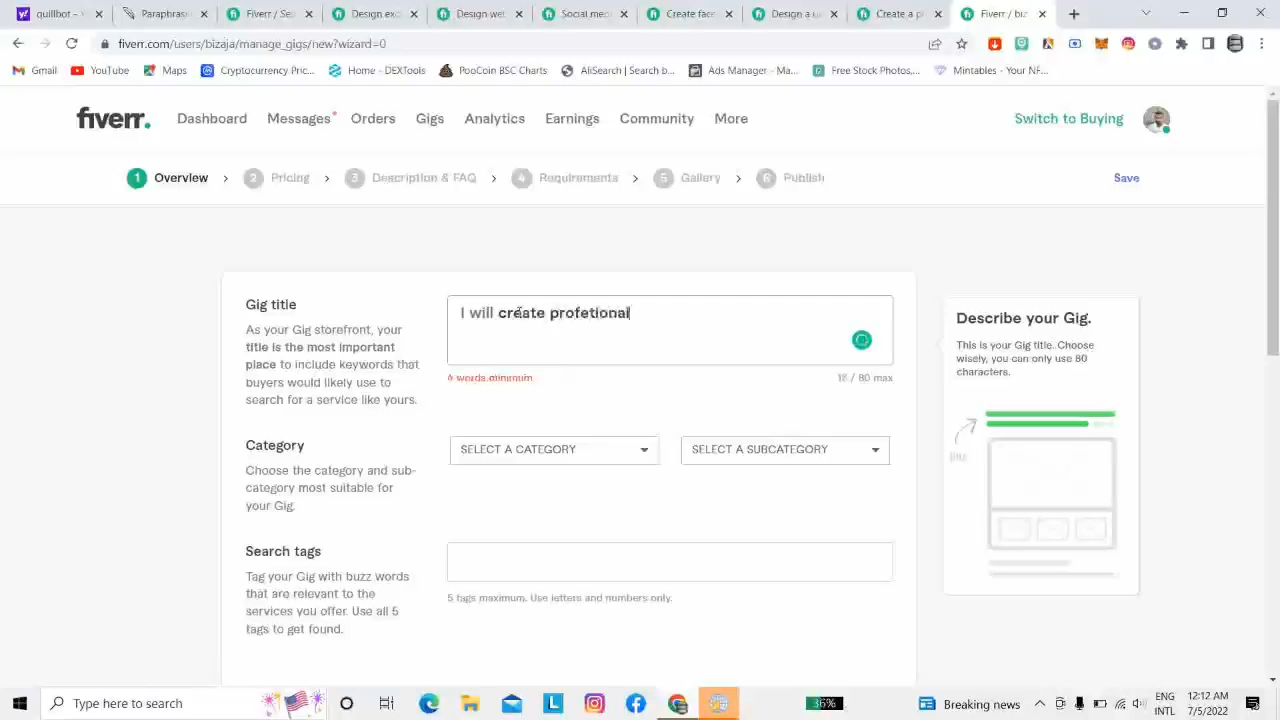 quillbot -
Paraphrasi
Fiverr / Fiz
Design exc
Design wet
Social mec
Create face
Design a u
Create a p
Fiverr / biz
fiverr.com/users/bizaja/manage_gigs/new?wizard=0
Gmail YouTube Maps Cryptocurrency Pric... Home - DEXTools PooCoin BSC Charts AliSearch | Search b... Ads Manager - Ma... Free Stock Photos,... Mintables - Your NF...
fiverr. Dashboard Messages Orders Gigs Analytics Earnings Community More Switch to Buying
1 Overview 2 Pricing 3 Description & FAQ 4 Requirements 5 Gallery 6 Publish Save
Gig title
As your Gig storefront, your
title is the most important
place to include keywords that
buyers would likely use to
search for a service like yours.
I will create profetional
words minimum
/ 80 max
Describe your Gig.
This is your Gig title. Choose
wisely, you can only use 80
characters.
Category
Choose the category and sub-
category most suitable for
your Gig.
SELECT A CATEGORY
SELECT A SUBCATEGORY
Search tags
Tag your Gig with buzz words
that are relevant to the
services you offer. Use all 5
tags to get found.
5 tags maximum. Use letters and numbers only.
Type here to search
36%
Breaking news
ENG
INTL
12:12 AM
7/5/2022